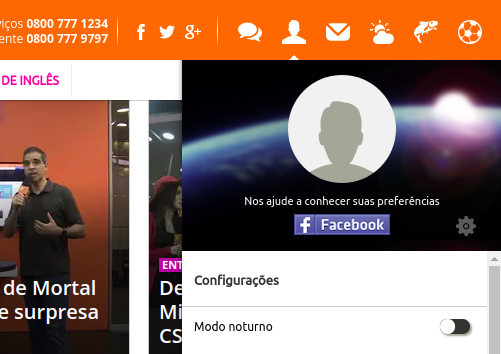 viços 0800 777 1234
ente 0800 777 9797
DE INGLÊS
Nos ajude a conhecer suas preferências
Facebook
Configurações
Modo noturno
de Mortal
e surpresa
ENT
De
Mi
CS